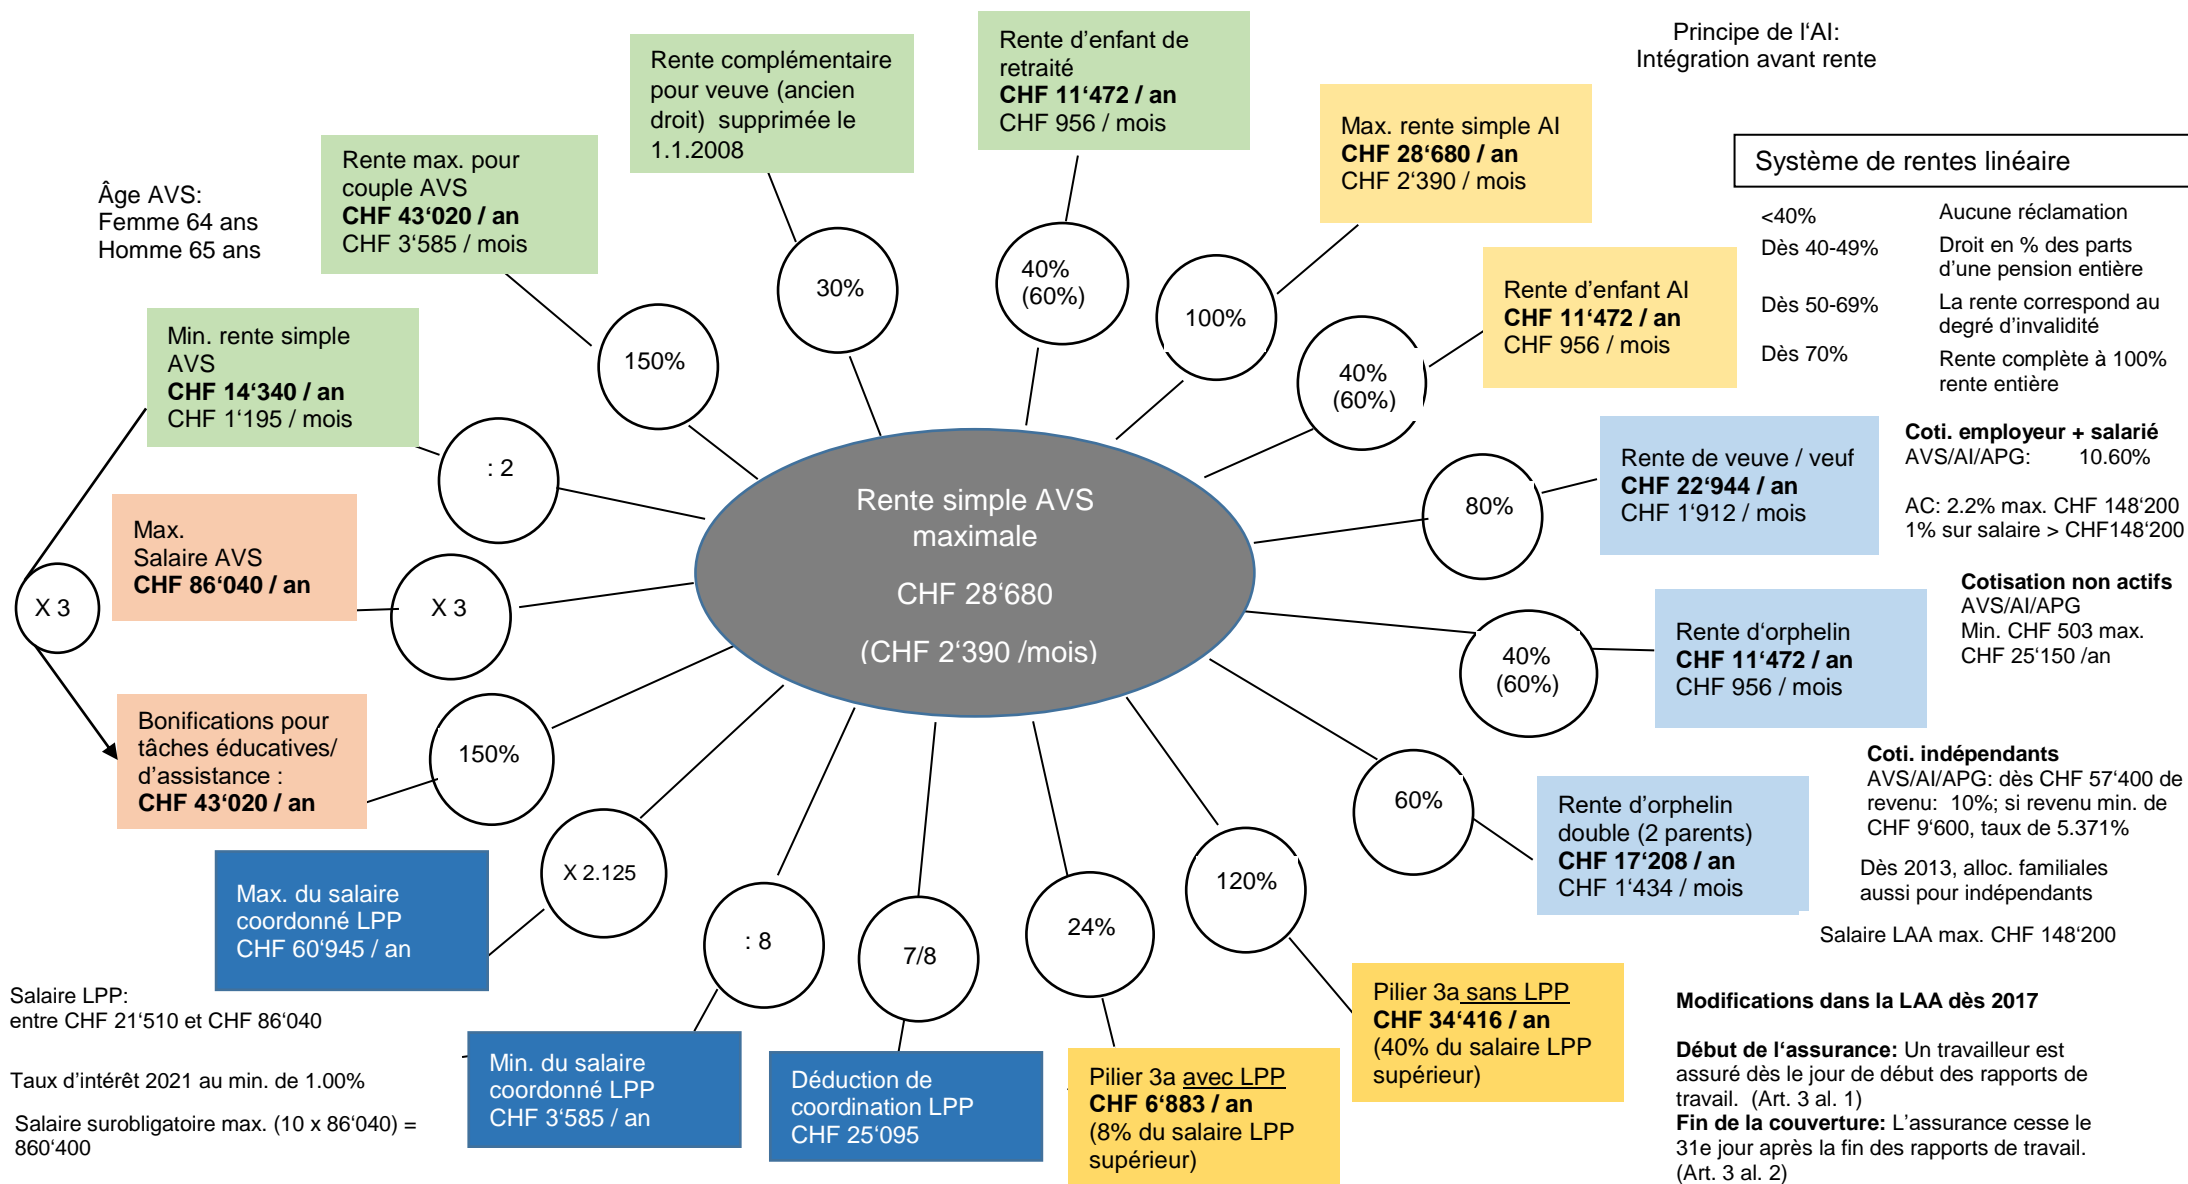 Principe de l'AI:
Intégration avant rente
Rente d'enfant de
retraité
CHF 11‘472 / an
CHF 956 / mois
Rente complémentaire
pour veuve (ancien
droit) supprimée le
1.1.2008
Max. rente simple AI
CHF 28‘680 / an
CHF 2‘390 / mois
Rente max. pour
couple AVS
CHF 43‘020 / an
CHF 3‘585 / mois
Âge AVS:
Femme 64 ans
Homme 65 ans
Système de rentes linéaire
<40%
Aucune réclamation
Dès 40-49%
Droit en % des parts
d'une pension entière
Dès 50-69%
La rente correspond au
degré d'invalidité
Dès 70%
Rente complète à 100%
rente entière
Rente d'enfant AI
CHF 11‘472 / an
CHF 956 / mois
Min. rente simple
AVS
CHF 14‘340 / an
CHF 1‘195 / mois
150%
30%
40%
(60%)
100%
40%
(60%)
: 2
80%
Rente de veuve / veuf
CHF 22‘944 / an
CHF 1‘912 / mois
Coti. employeur + salarié
AVS/AI/APG: 10.60%
AC: 2.2% max. CHF 148‘200
1% sur salaire > CHF148‘200
Rente simple AVS
maximale
CHF 28‘680
(CHF 2‘390 /mois)
Max.
Salaire AVS
CHF 86‘040 / an
X 3
X 3
Cotisation non actifs
AVS/AI/APG
Min. CHF 503 max.
CHF 25‘150 /an
Rente d'orphelin
CHF 11‘472 / an
CHF 956 / mois
40%
(60%)
Bonifications pour
tâches éducatives/
d'assistance :
CHF 43‘020 / an
150%
60%
Rente d'orphelin
double (2 parents)
CHF 17‘208 / an
CHF 1‘434 / mois
Coti. indépendants
AVS/AI/APG: dès CHF 57‘400 de
revenu: 10%; si revenu min. de
CHF 9‘600, taux de 5.371%
Dès 2013, alloc. familiales
aussi pour indépendants
Salaire LAA max. CHF 148‘200
Max. du salaire
coordonné LPP
CHF 60‘945 / an
X 2.125
: 8
7/8
24%
120%
Salaire LPP:
entre CHF 21‘510 et CHF 86‘040
Taux d'intérêt 2021 au min. de 1.00%
Salaire surobligatoire max. (10 x 86‘040) =
860‘400
Min. du salaire
coordonné LPP
CHF 3‘585 / an
Déduction de
coordination LPP
CHF 25‘095
Pilier 3a avec LPP
CHF 6‘883 / an
(8% du salaire LPP
supérieur)
Pilier 3a sans LPP
CHF 34‘416 / an
(40% du salaire LPP
supérieur)
Modifications dans la LAA dès 2017
Début de l‘assurance: Un travailleur est
assuré dès le jour de début des rapports de
travail. (Art. 3 al. 1)
Fin de la couverture: L'assurance cesse le
31e jour après la fin des rapports de travail.
(Art. 3 al. 2)